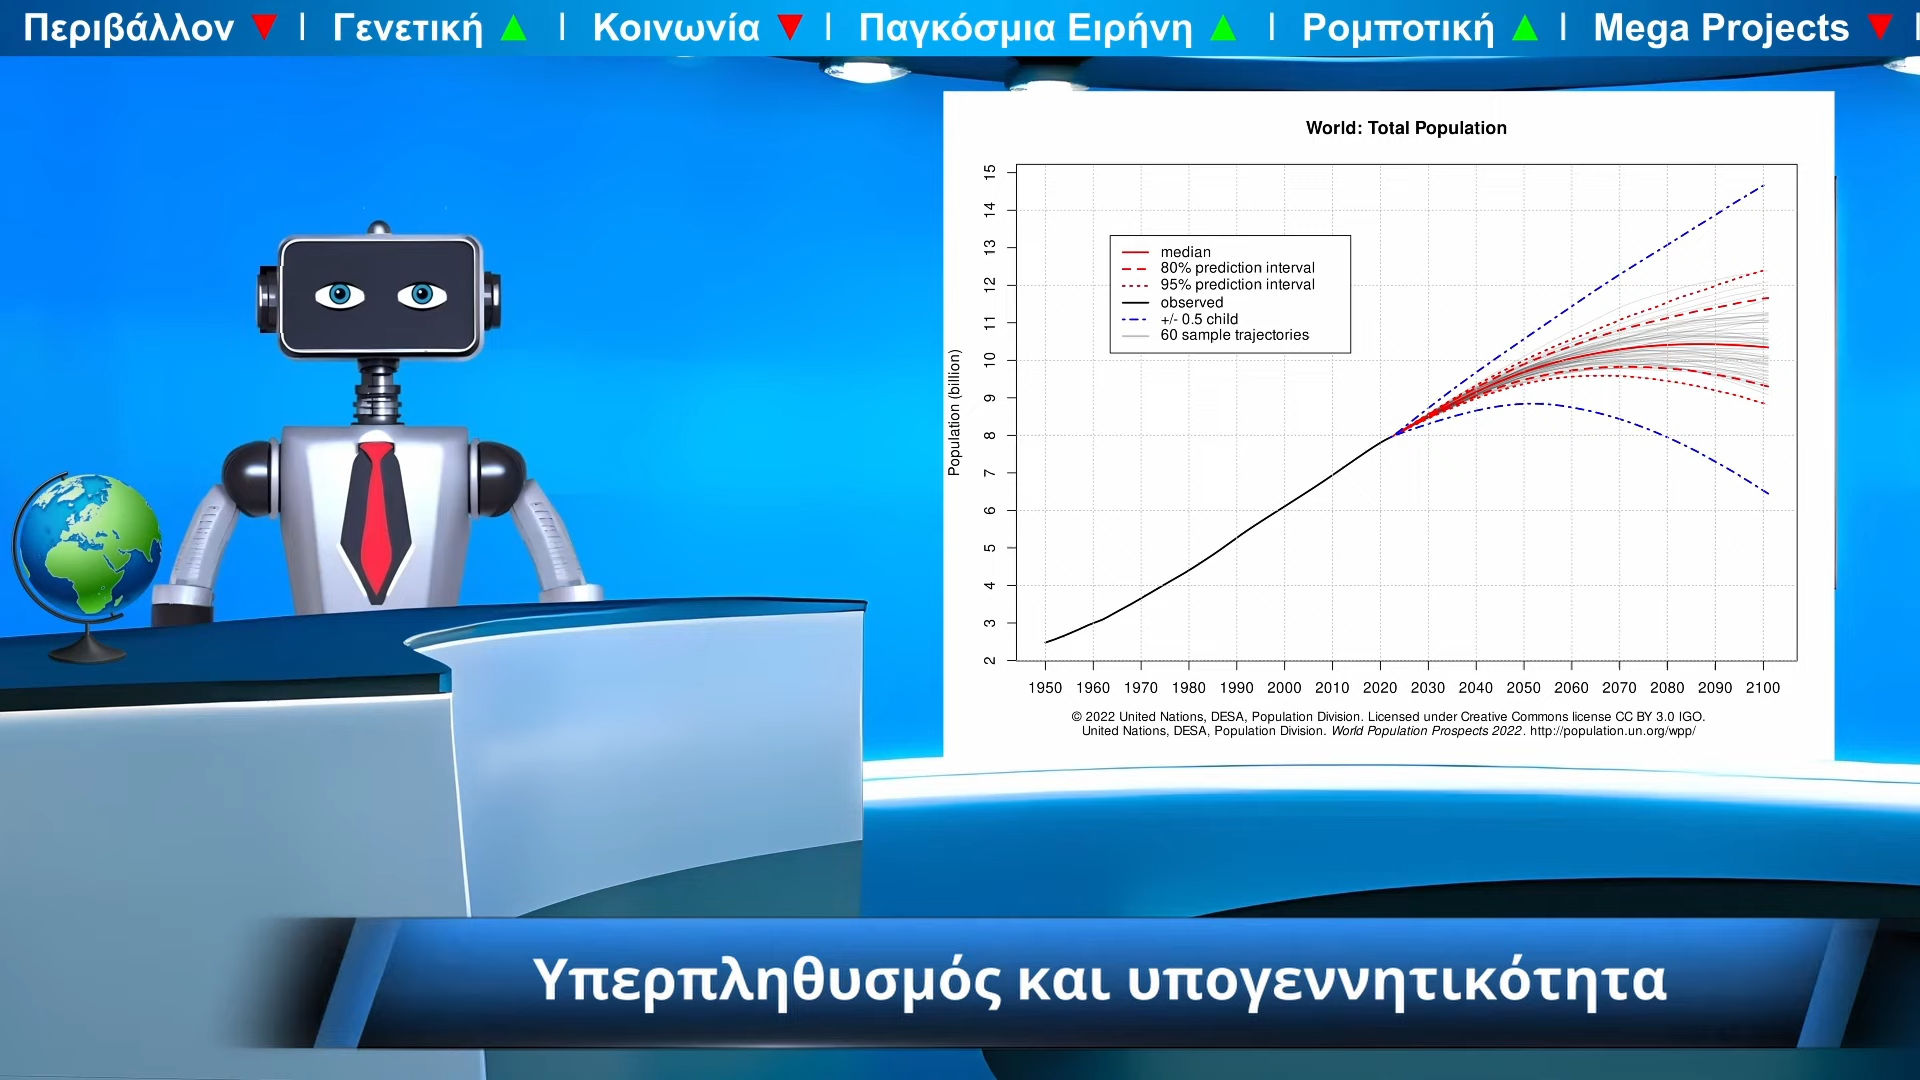 Περιβάλλον ▼ | Γενετική ▲ | Κοινωνία ▼ | Παγκόσμια Ειρήνη ▲ | Ρομποτική ▲ | Mega Projects ▼ |
World: Total Population
15
14
13
12
11
10
9
8
7
6
5
4
3
2
Population (billion)
median
80% prediction interval
95% prediction interval
observed
+/- 0.5 child
60 sample trajectories
1950 1960 1970 1980 1990 2000 2010 2020 2030 2040 2050 2060 2070 2080 2090 2100
© 2022 United Nations, DESA, Population Division. Licensed under Creative Commons license CC BY 3.0 IGO.
United Nations, DESA, Population Division. World Population Prospects 2022. http://population.un.org/wpp/
Υπερπληθυσμός και υπογεννητικότητα